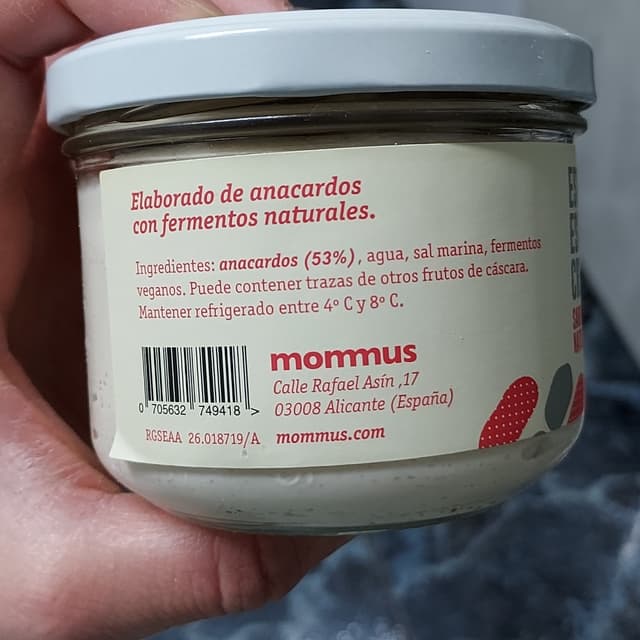 Elaborado de anacardos
con fermentos naturales.
Ingredientes: anacardos (53%), agua, sal marina, fermentos
veganos. Puede contener trazas de otros frutos de cáscara.
Mantener refrigerado entre 4º C y 8º C.
mommus
Calle Rafael Asín ,17
03008 Alicante (España)
mommus.com
0 705632 749418 >
RGSEAA 26.018719/A